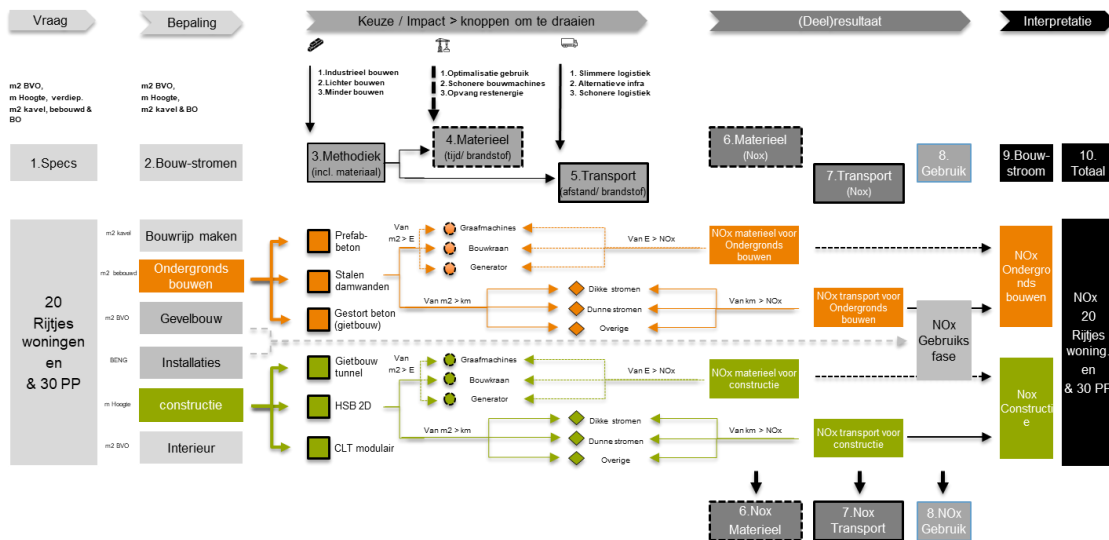 Vraag
Bepaling
Keuze / Impact > knoppen om te draaien
(Deel)resultaat
Interpretatie
m2 BVO,
m Hoogte, verdiep.
m2 kavel, bebouwd &
BO
m2 BVO,
m Hoogte,
m2 kavel & BO
1.Industrieel bouwen
2.Lichter bouwen
3.Minder bouwen
1.Optimalisatie gebruik
2.Schonere bouwmachines
3.Opvang restenergie
1. Slimmere logistiek
2. Alternatieve infra
3. Schonere logistiek
1.Specs
2.Bouw-stromen
3.Methodiek
(incl. materiaal)
4.Materieel
(tijd/ brandstof)
5.Transport
(afstand/ brandstof)
6.Materieel
(Nox)
7.Transport
(Nox)
8.
Gebruik
9.Bouw-
stroom
10.
Totaal
20
Rijtjes
woningen
en
& 30 PP
m2 kavel
Bouwrijp maken
m2 bebouwd
Ondergronds
bouwen
m2 BVO
Gevelbouw
BENG
Installaties
m Hoogte
constructie
m2 BVO
Interieur
Prefab-
beton
Stalen
damwanden
Gestort beton
(gietbouw)
Van
m2 > E
Graafmachines
Bouwkraan
Generator
Van E > NOx
NOx materieel voor
Ondergronds
bouwen
Van m2 > km
Dikke stromen
Dunne stromen
Overige
Van km > NOx
NOx transport voor
Ondergronds
bouwen
NOx
Ondergro
nds
bouwen
NOx
Gebruiks
fase
Gietbouw
tunnel
HSB 2D
CLT modulair
Van
m2 > E
Graafmachines
Bouwkraan
Generator
Van E > NOx
NOx materieel voor
constructie
Van m2 > km
Dikke stromen
Dunne stromen
Overige
Van km > NOx
NOx transport voor
constructie
Nox
Constructi
e
NOx
20
Rijtjes
woning.
en
& 30 PP
6.Nox
Materieel
7.Nox
Transport
8.NOx
Gebruik